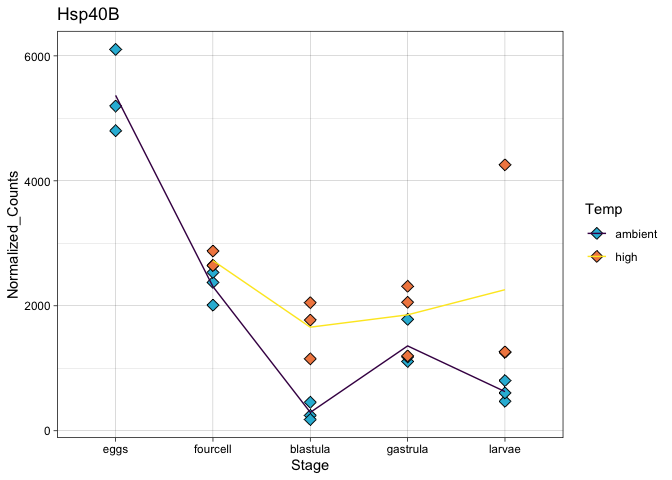 Hsp40B
6000
4000
2000
0
Normalized_Counts
eggs
fourcell
blastula
gastrula
larvae
Stage
Temp
ambient
high